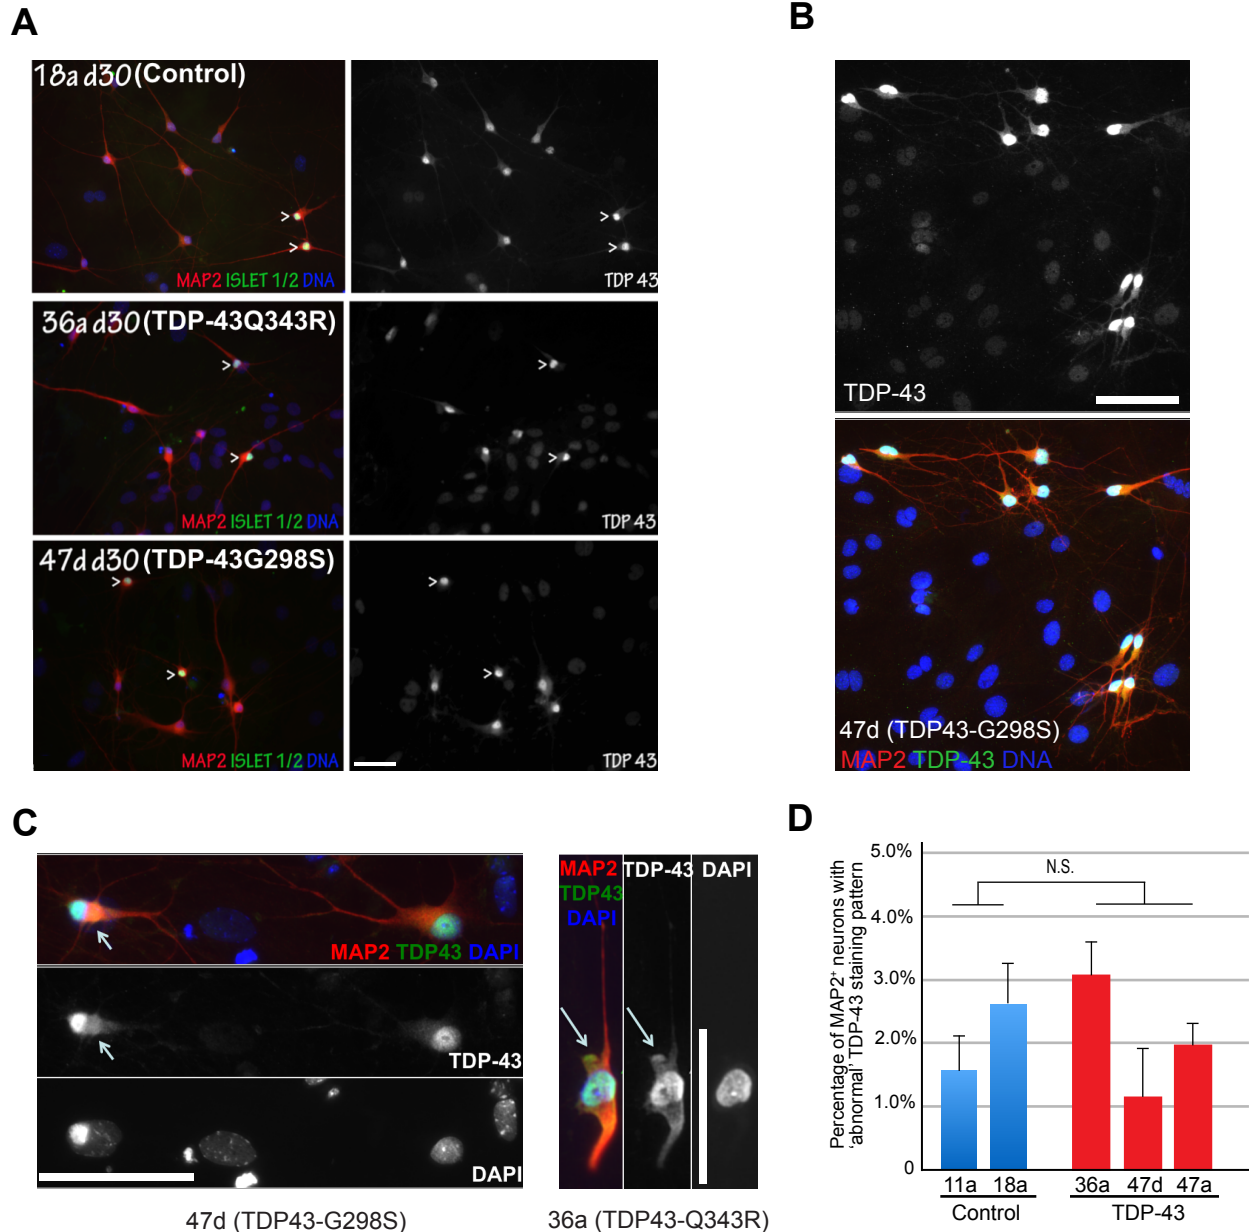 A
18a d30 (Control)
MAP2 ISLET 1/2 DNA
TDP 43
36a d30 (TDP-43Q343R)
MAP2 ISLET 1/2 DNA
TDP 43
47d d30 (TDP-43G298S)
MAP2 ISLET 1/2 DNA
TDP 43
B
TDP-43
47d (TDP43-G298S)
MAP2 TDP-43 DNA
C
MAP2 TDP43 DAPI
TDP-43
DAPI
47d (TDP43-G298S)
MAP2 TDP-43 DAPI
TDP43
DAPI
36a (TDP43-Q343R)
D
Percentage of MAP2⁺ neurons with
‘abnormal’ TDP-43 staining pattern
5.0%
4.0%
3.0%
2.0%
1.0%
0
N.S.
11a 18a 36a 47d 47a
Control TDP-43